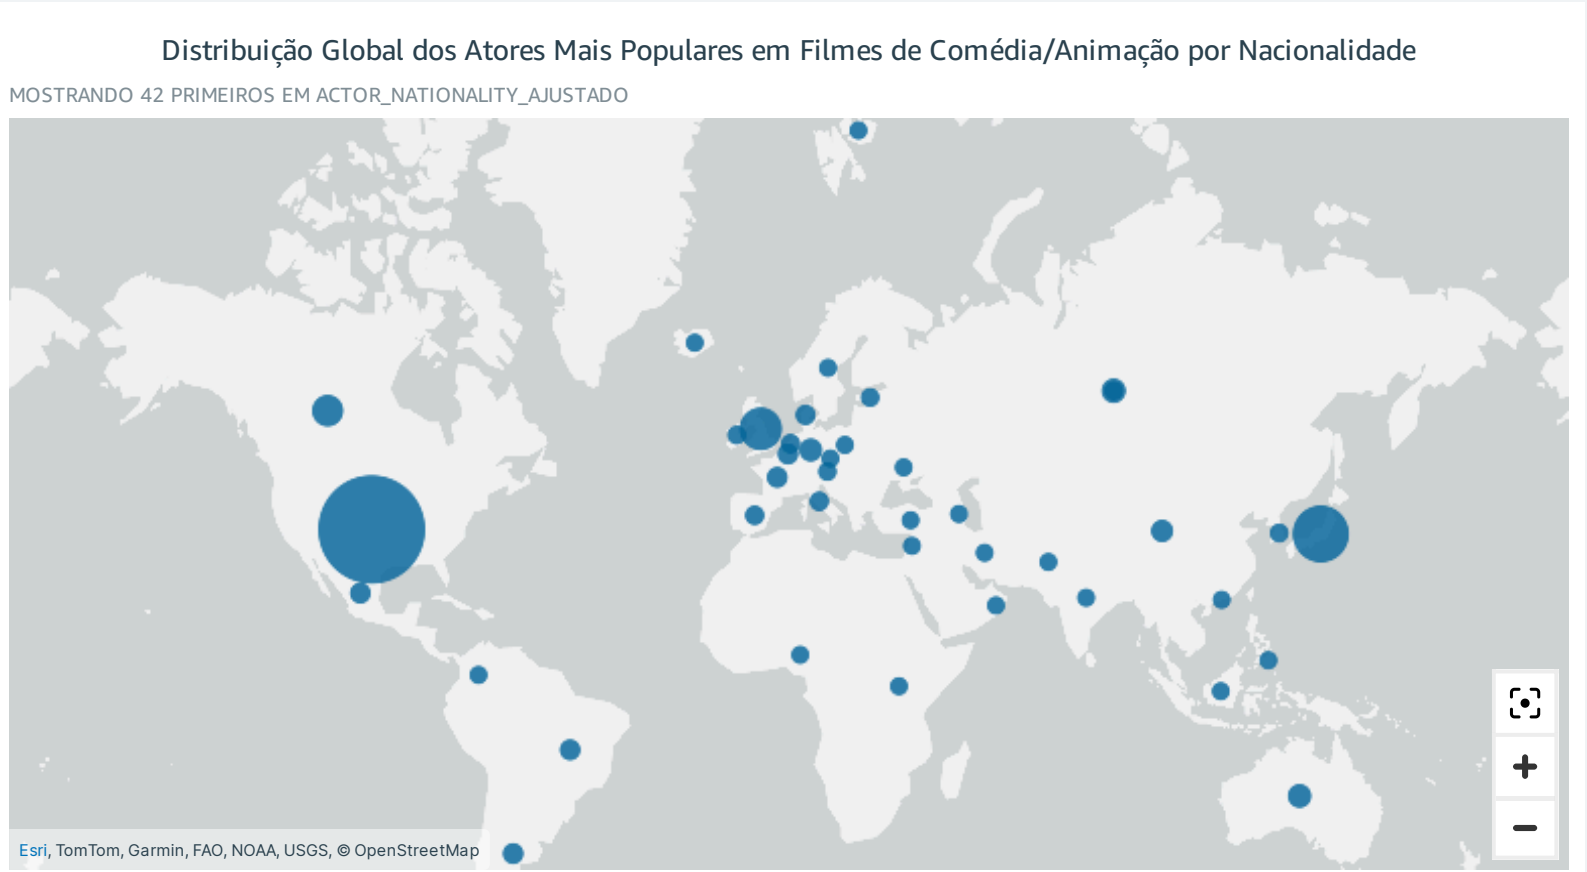 Distribuição Global dos Atores Mais Populares em Filmes de Comédia/Animação por Nacionalidade
MOSTRANDO 42 PRIMEIROS EM ACTOR_NATIONALITY_AJUSTADO
Esri, TomTom, Garmin, FAO, NOAA, USGS, © OpenStreetMap